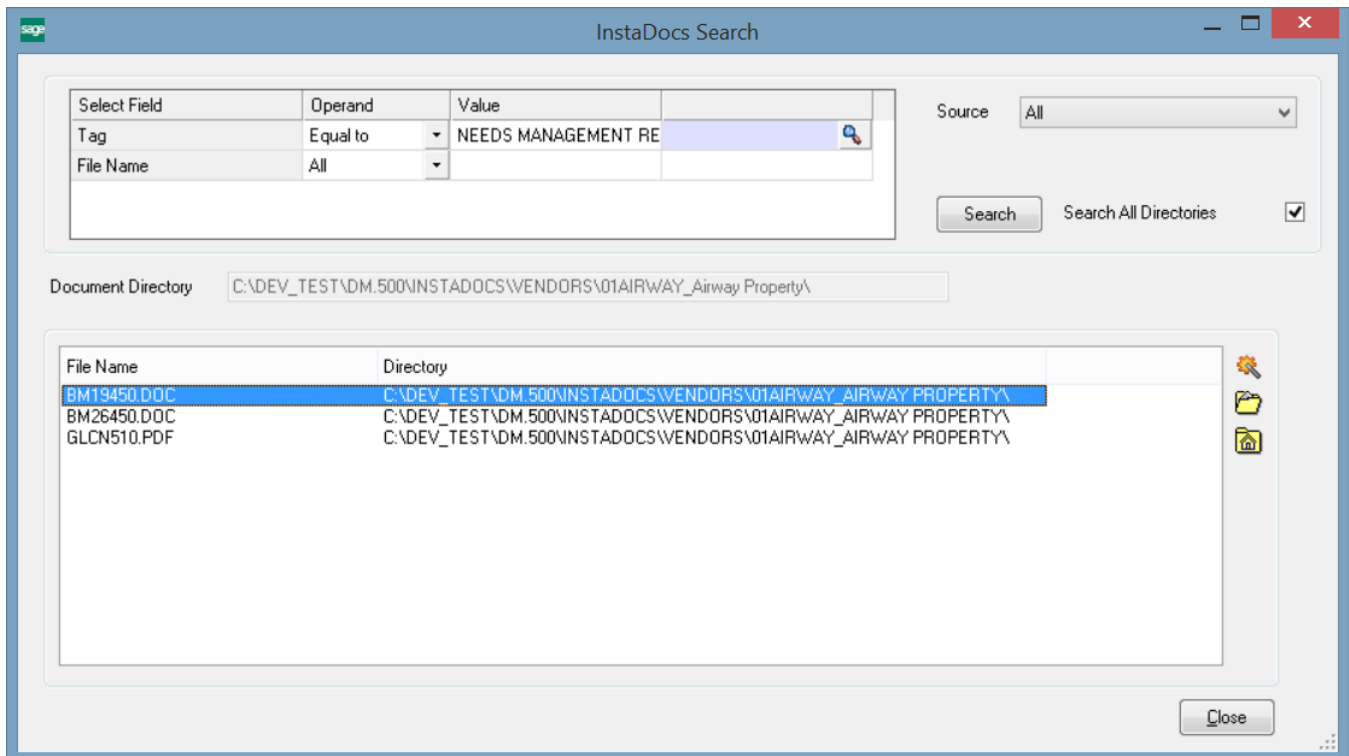 sage
InstaDocs Search
Select Field Operand Value
Tag Equal to NEEDS MANAGEMENT RE
File Name All
Source All
Search Search All Directories
Document Directory C:\DEV_TEST\DM.500\INSTADOCS\VENDORS\01AIRWAY_Airway Property\
File Name Directory
BM19450.DOC C:\DEV_TEST\DM.500\INSTADOCS\VENDORS\01AIRWAY_AIRWAY PROPERTY\
BM26450.DOC C:\DEV_TEST\DM.500\INSTADOCS\VENDORS\01AIRWAY_AIRWAY PROPERTY\
GLCN510.PDF C:\DEV_TEST\DM.500\INSTADOCS\VENDORS\01AIRWAY_AIRWAY PROPERTY\
Close